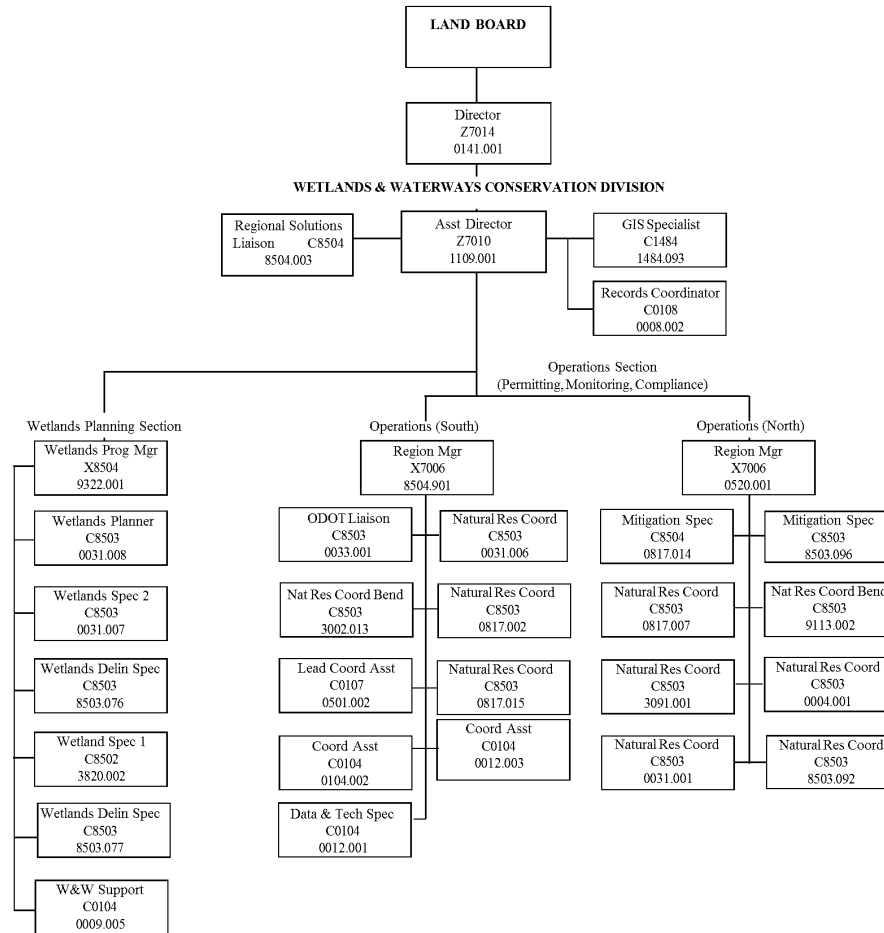 LAND BOARD
Director
Z7014
0141.001
WETLANDS & WATERWAYS CONSERVATION DIVISION
Regional Solutions
Liaison C8504
8504.003
Asst Director
Z7010
1109.001
GIS Specialist
C1484
1484.093
Records Coordinator
C0108
0008.002
Operations Section
(Permitting, Monitoring, Compliance)
Wetlands Planning Section
Wetlands Prog Mgr
X8504
9322.001
Wetlands Planner
C8503
0031.008
Wetlands Spec 2
C8503
0031.007
Wetlands Delin Spec
C8503
8503.076
Wetland Spec 1
C8502
3820.002
Wetlands Delin Spec
C8503
8503.077
W&W Support
C0104
0009.005
Operations (South)
Region Mgr
X7006
8504.901
ODOT Liaison
C8503
0033.001
Natural Res Coord
C8503
0031.006
Nat Res Coord Bend
C8503
3002.013
Natural Res Coord
C8503
0817.002
Lead Coord Asst
C0107
0501.002
Natural Res Coord
C8503
0817.015
Coord Asst
C0104
0104.002
Coord Asst
C0104
0012.003
Data & Tech Spec
C0104
0012.001
Operations (North)
Region Mgr
X7006
0520.001
Mitigation Spec
C8504
0817.014
Mitigation Spec
C8503
8503.096
Natural Res Coord
C8503
0817.007
Nat Res Coord Bend
C8503
9113.002
Natural Res Coord
C8503
3091.001
Natural Res Coord
C8503
0004.001
Natural Res Coord
C8503
0031.001
Natural Res Coord
C8503
8503.092